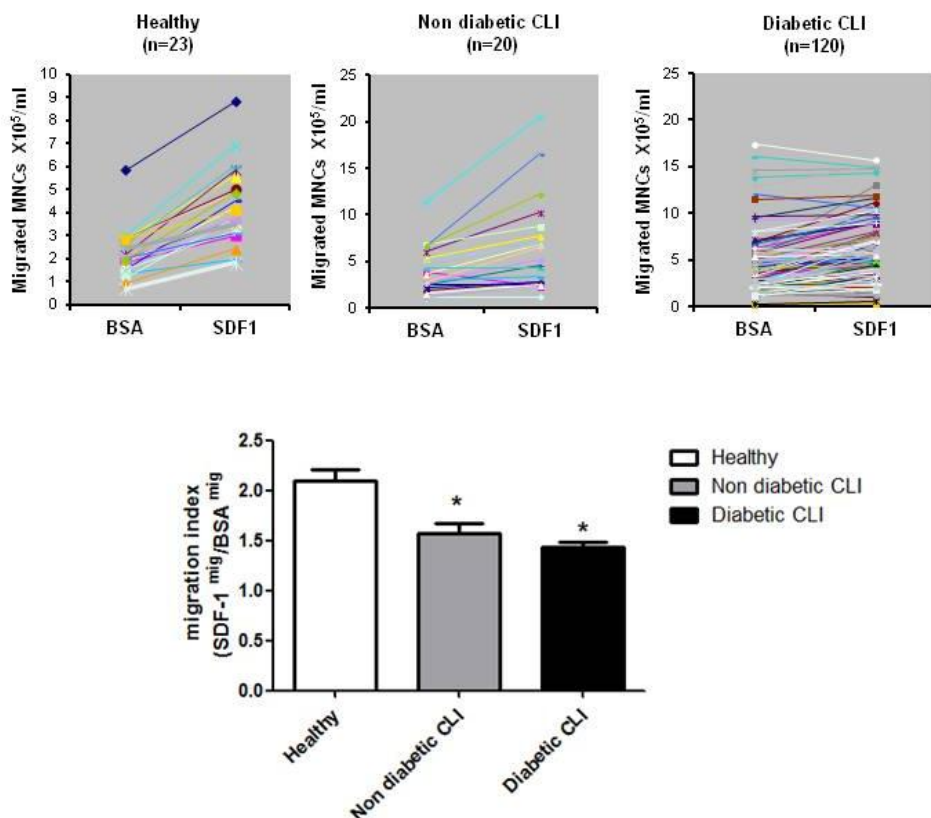 Healthy
(n=23)
Migrated MNCs X10⁵/ml
10
9
8
7
6
5
4
3
2
1
0
BSA SDF1
Non diabetic CLI
(n=20)
Migrated MNCs X10⁵/ml
25
20
15
10
5
0
BSA SDF1
Diabetic CLI
(n=120)
Migrated MNCs X10⁵/ml
25
20
15
10
5
0
BSA SDF1
migration index
(SDF-1 ᵐⁱᵍ/BSA ᵐⁱᵍ
2.5
2.0
1.5
1.0
0.5
0.0
*
*
Healthy
Non diabetic CLI
Diabetic CLI
Healthy
Non diabetic CLI
Diabetic CLI